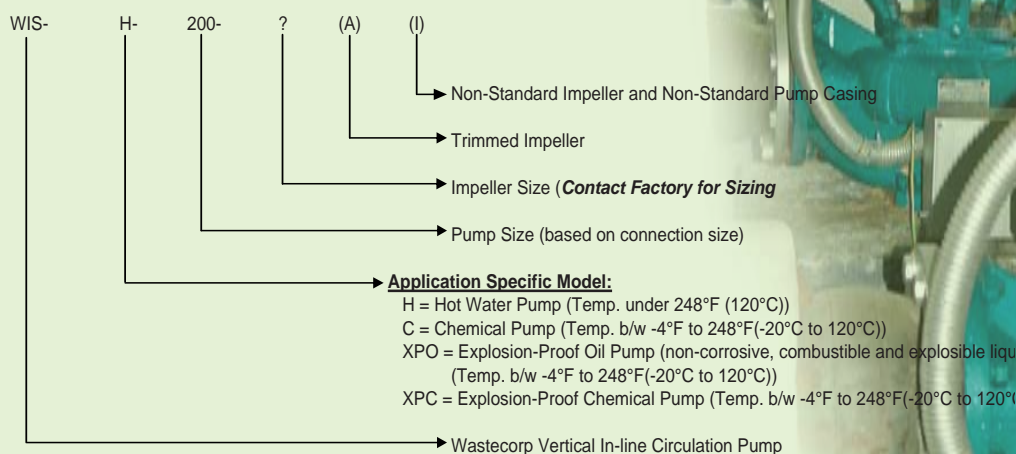 WIS- H- 200- ? (A) (I)
Non-Standard Impeller and Non-Standard Pump Casing
Trimmed Impeller
Impeller Size (Contact Factory for Sizing
Pump Size (based on connection size)
Application Specific Model:
H = Hot Water Pump (Temp. under 248°F (120°C))
C = Chemical Pump (Temp. b/w -4°F to 248°F(-20°C to 120°C))
XPO = Explosion-Proof Oil Pump (non-corrosive, combustible and explosible liqu
(Temp. b/w -4°F to 248°F(-20°C to 120°C))
XPC = Explosion-Proof Chemical Pump (Temp. b/w -4°F to 248°F(-20°C to 120°
Wastecorp Vertical In-line Circulation Pump